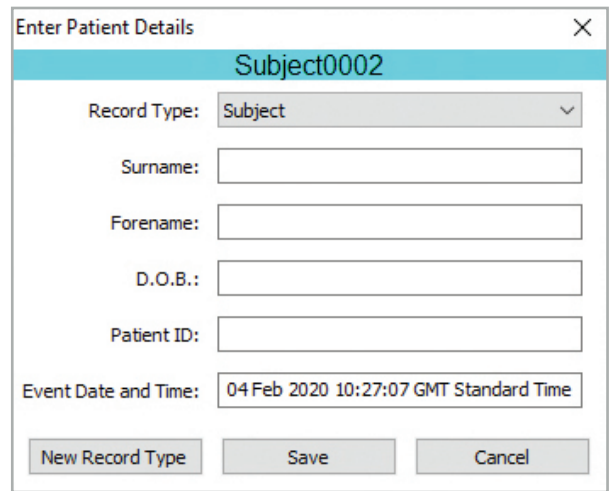 Enter Patient Details
Subject0002
Record Type: Subject
Surname:
Forename:
D.O.B.:
Patient ID:
Event Date and Time: 04 Feb 2020 10:27:07 GMT Standard Time
New Record Type Save Cancel